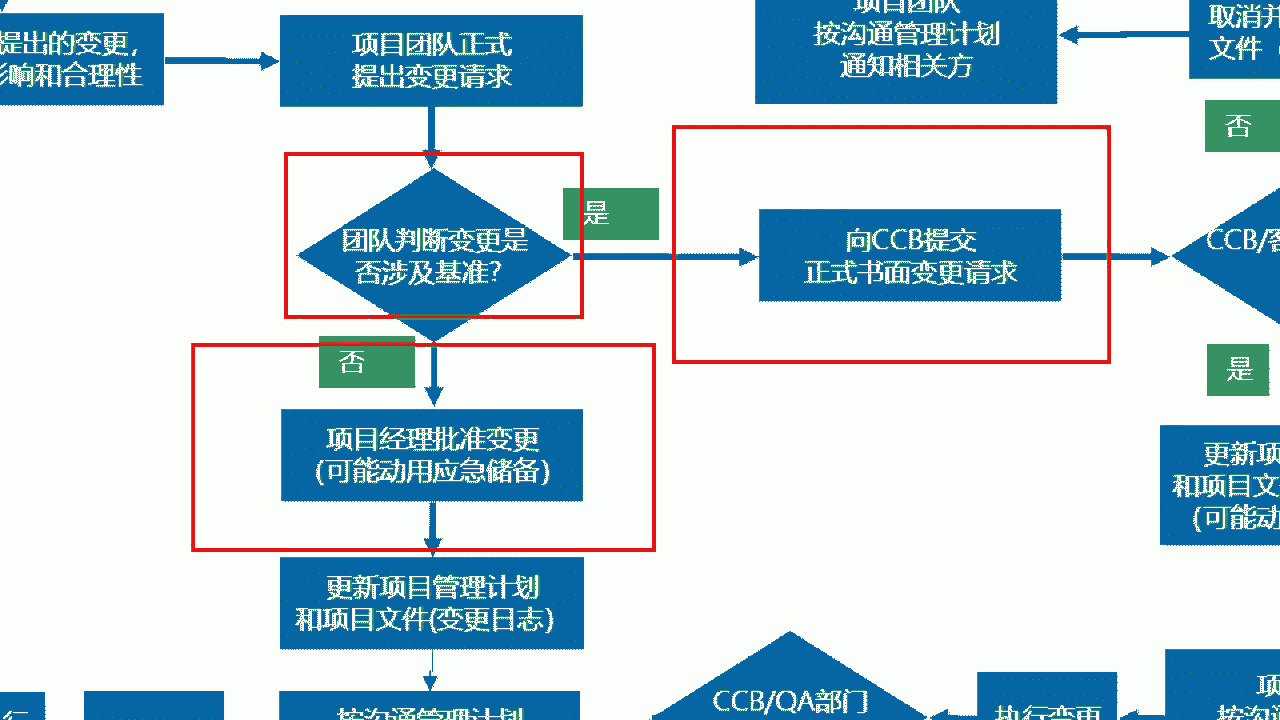 提出的变更,
影响和合理性
项目团队正式
提出变更请求
项目团队
按沟通管理计划
通知相关方
取消并
文件
否
团队判断变更是
否涉及基准?
是
向CCB提交
正式书面变更请求
CCB/客
否
是
项目经理批准变更
(可能动用应急储备)
更新项
和项目文
(可能动
更新项目管理计划
和项目文件(变更日志)
行
按沟通管理计划
CCB/QA部门
执行变更
项
按沟通